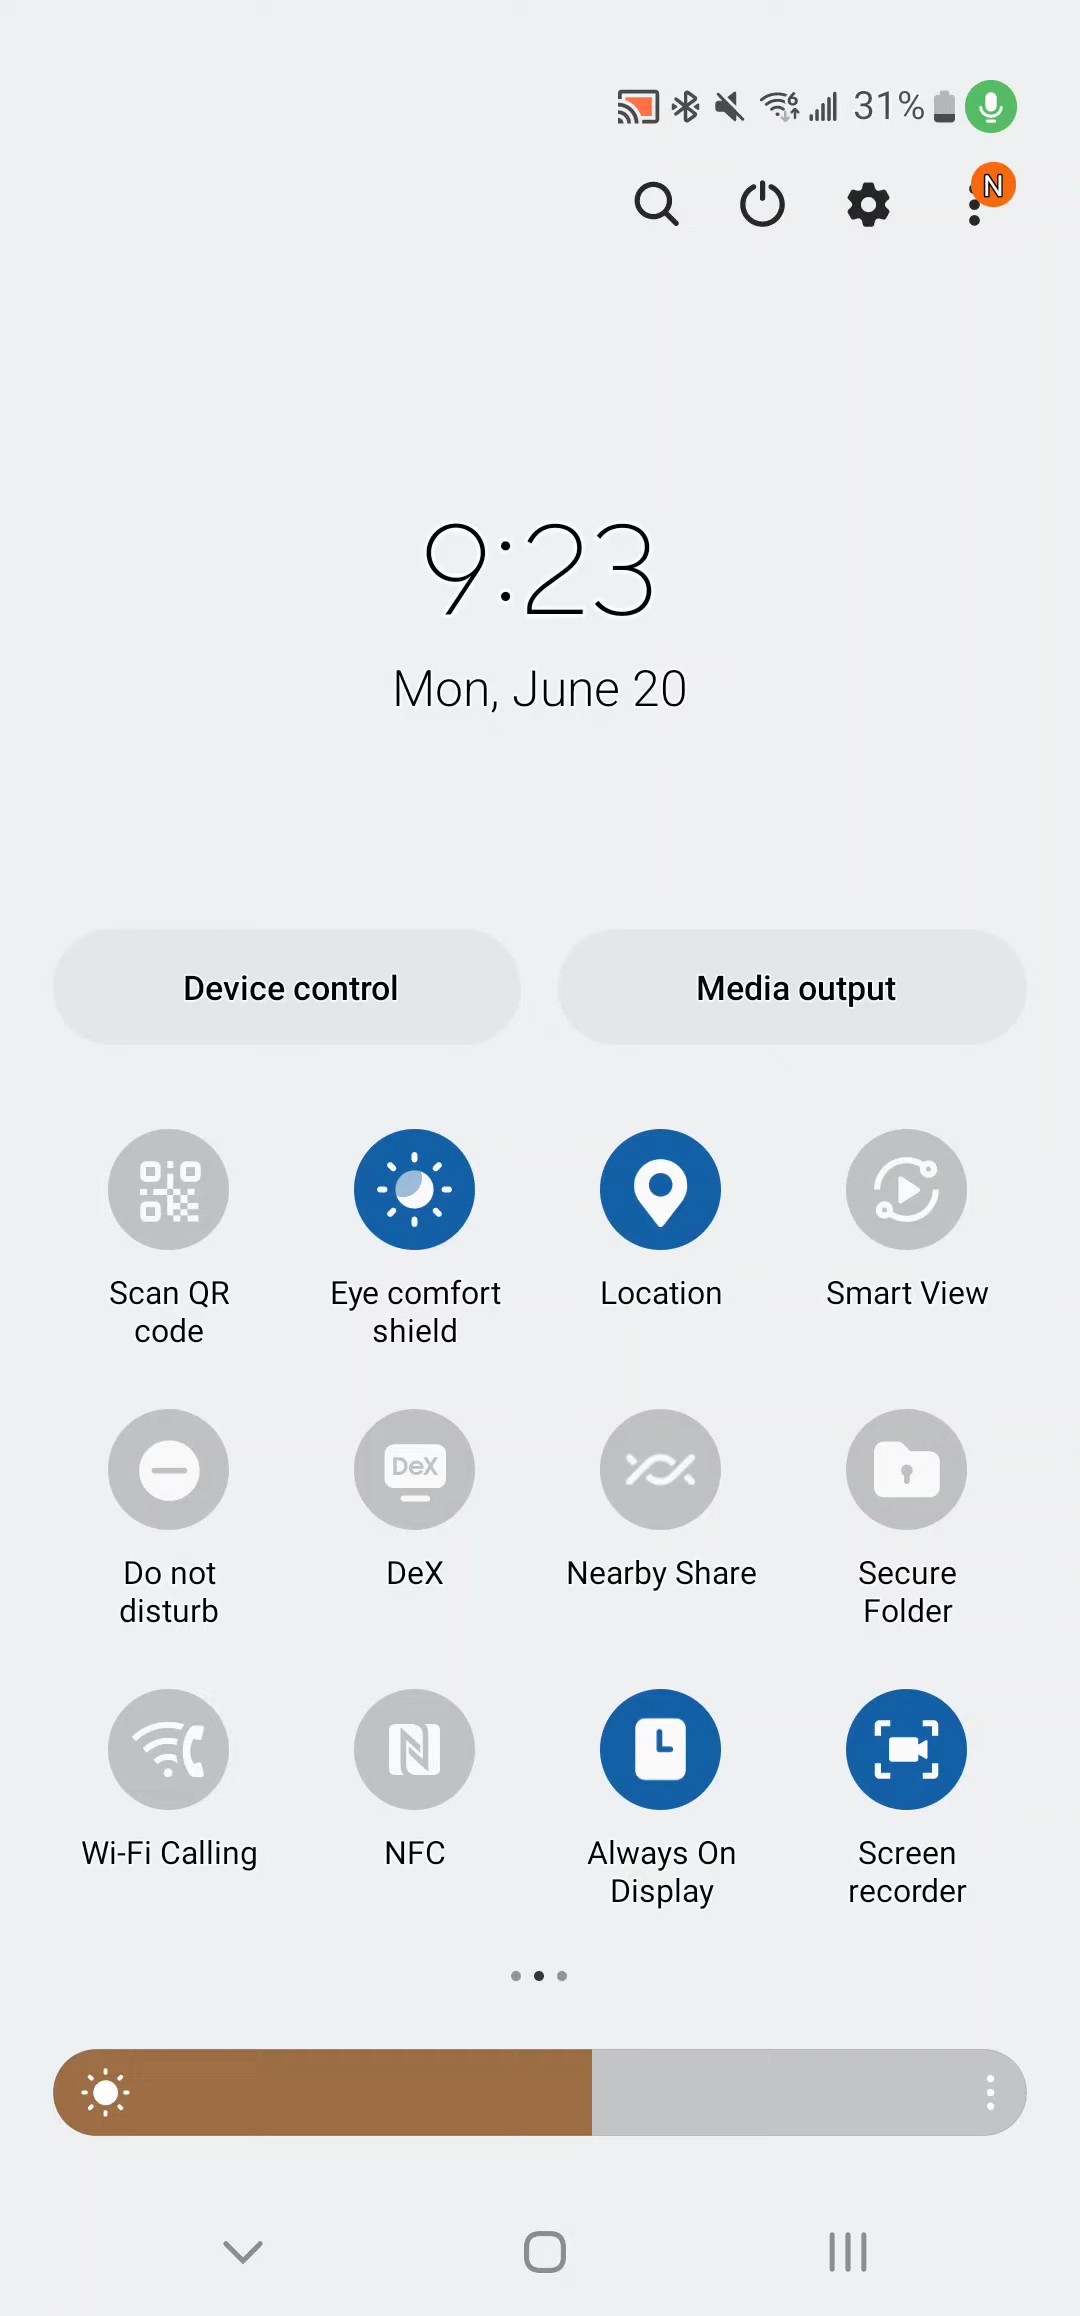 31%
N
9:23
Mon, June 20
Device control
Media output
Scan QR
code
Eye comfort
shield
Location
Smart View
Do not
disturb
DeX
DeX
Nearby Share
Secure
Folder
Wi-Fi Calling
NFC
Always On
Display
Screen
recorder